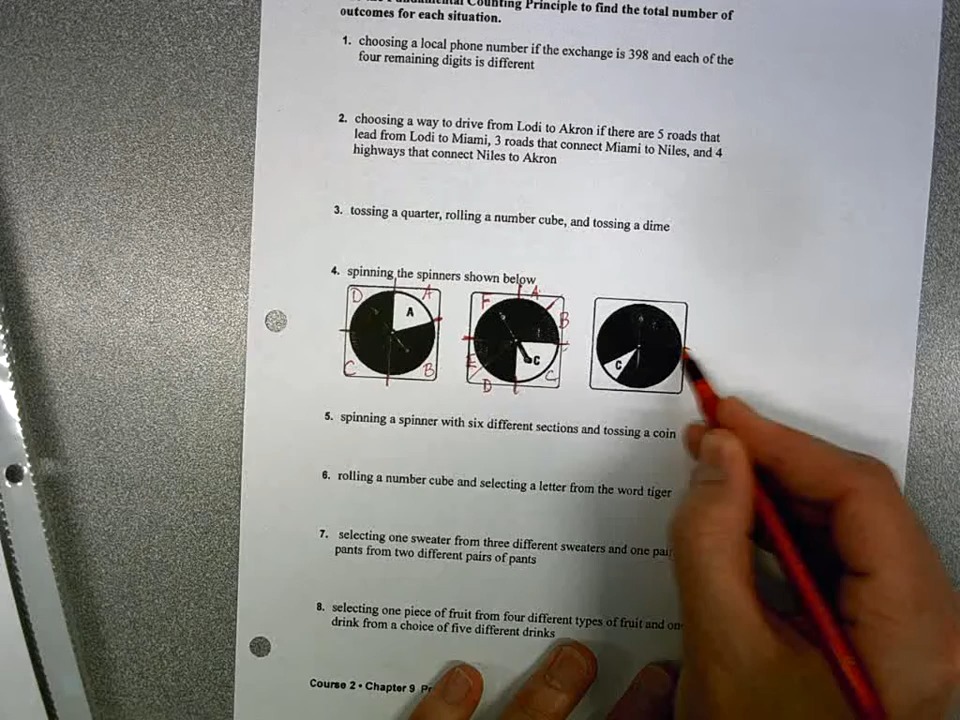 Counting Principle to find the total number of
outcomes for each situation.
1. choosing a local phone number if the exchange is 398 and each of the
four remaining digits is different
2. choosing a way to drive from Lodi to Akron if there are 5 roads that
lead from Lodi to Miami, 3 roads that connect Miami to Niles, and 4
highways that connect Niles to Akron
3. tossing a quarter, rolling a number cube, and tossing a dime
4. spinning the spinners shown below
D A F A
A B
C C
C B E D C
5. spinning a spinner with six different sections and tossing a coin
6. rolling a number cube and selecting a letter from the word tiger
7. selecting one sweater from three different sweaters and one
pants from two different pairs of pants
8. selecting one piece of fruit from four different types of fruit and
drink from a choice of five different drinks
Course 2 • Chapter 9